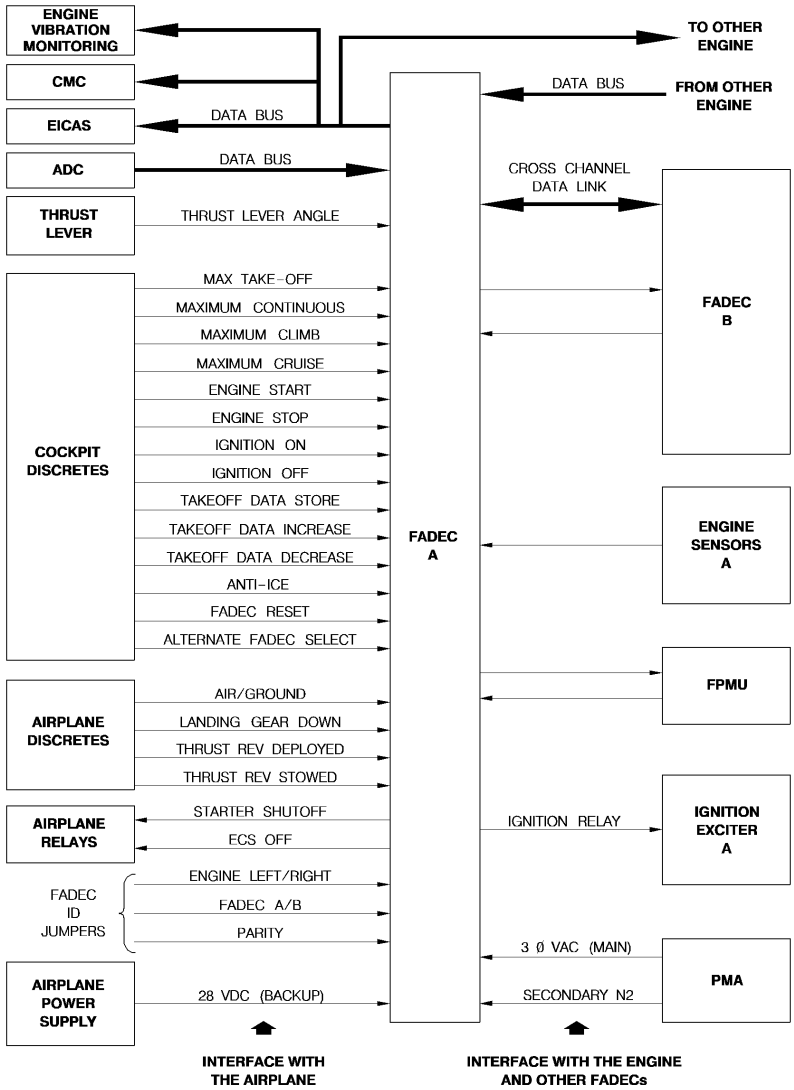 ENGINE
VIBRATION
MONITORING
CMC
EICAS
DATA BUS
ADC
DATA BUS
THRUST
LEVER
THRUST LEVER ANGLE
COCKPIT
DISCRETES
MAX TAKE-OFF
MAXIMUM CONTINUOUS
MAXIMUM CLIMB
MAXIMUM CRUISE
ENGINE START
ENGINE STOP
IGNITION ON
IGNITION OFF
TAKEOFF DATA STORE
TAKEOFF DATA INCREASE
TAKEOFF DATA DECREASE
ANTI-ICE
FADEC RESET
ALTERNATE FADEC SELECT
AIRPLANE
DISCRETES
AIR/GROUND
LANDING GEAR DOWN
THRUST REV DEPLOYED
THRUST REV STOWED
AIRPLANE
RELAYS
STARTER SHUTOFF
ECS OFF
FADEC
ID
JUMPERS
ENGINE LEFT/RIGHT
FADEC A/B
PARITY
AIRPLANE
POWER
SUPPLY
28 VDC (BACKUP)
INTERFACE WITH
THE AIRPLANE
FADEC
A
TO OTHER
ENGINE
DATA BUS
FROM OTHER
ENGINE
CROSS CHANNEL
DATA LINK
FADEC
B
ENGINE
SENSORS
A
FPMU
IGNITION RELAY
IGNITION
EXCITER
A
3 Ø VAC (MAIN)
SECONDARY N2
PMA
INTERFACE WITH THE ENGINE
AND OTHER FADECs